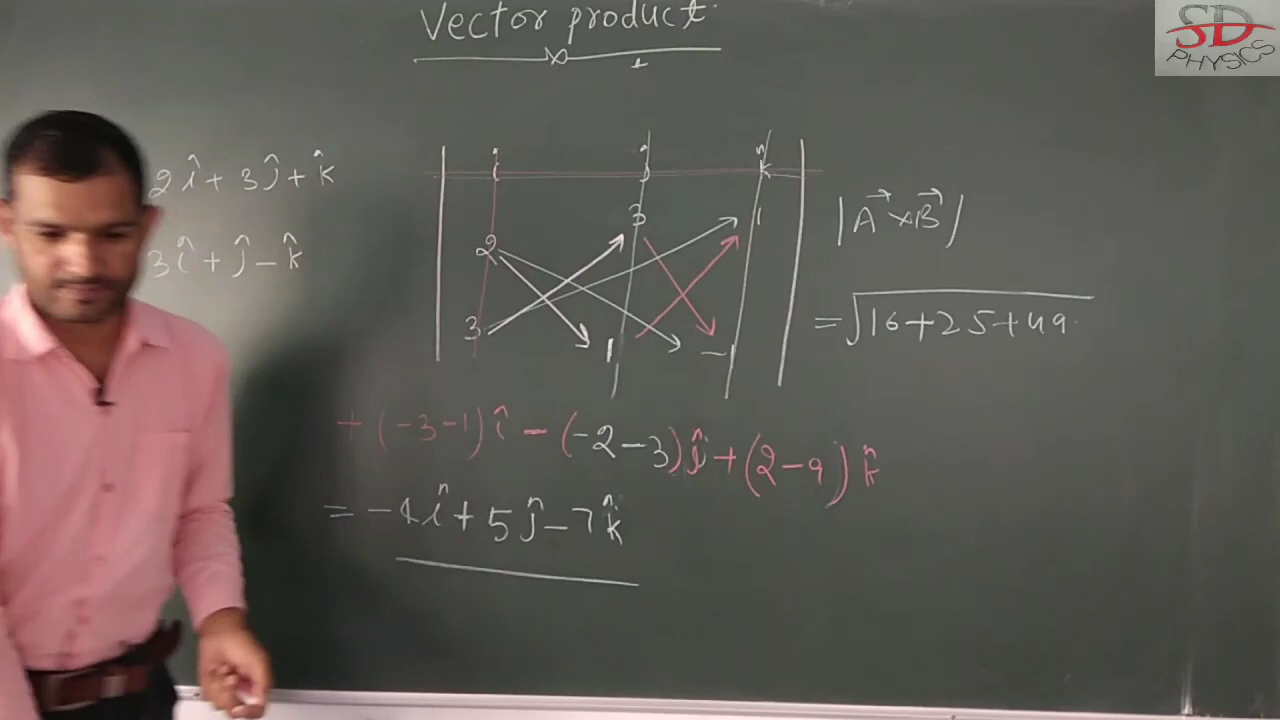 Vector product
SD
PHYSICS
2î + 3ĵ + k̂
3î + ĵ - k̂
î ĵ k̂
2 3 1
3 1 -1
|A⃗ × B⃗|
= √16+25+49
+ (-3-1) î - (-2-3) ĵ + (2-9) k̂
= -4î + 5ĵ - 7k̂